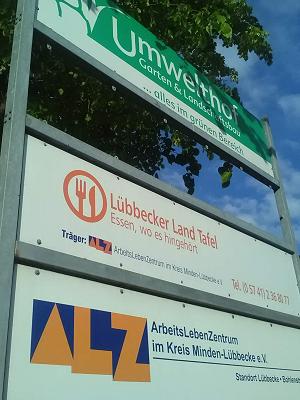 Umwelthof
Garten & Landschaftsbau
... alles im grünen Bereich
Lübbecker Land Tafel
Essen, wo es hingehört
Träger: ALZ ArbeitsLebenZentrum im Kreis Minden-Lübbecke e.V.
Tel. (0 57 41) 2 36 80 77
ALZ
ArbeitsLebenZentrum
im Kreis Minden-Lübbecke e.V.
Standort Lübbecke •